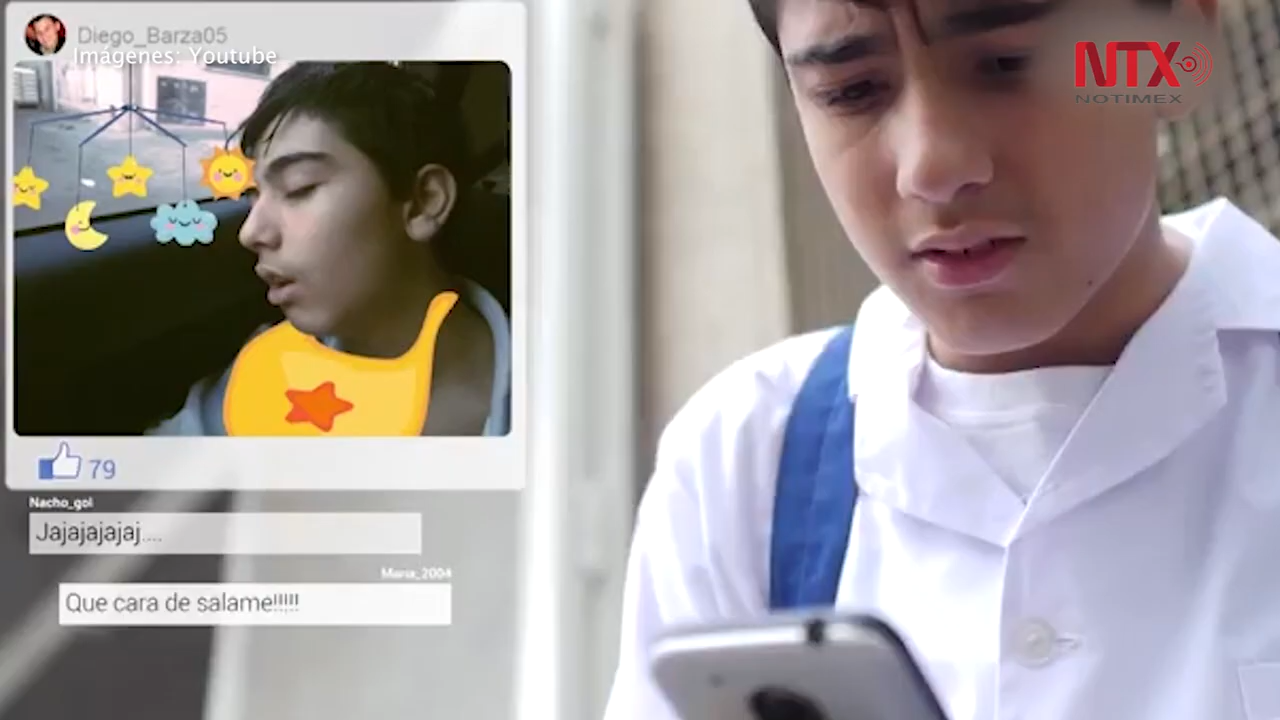 Diego_Barza05
Imágenes: Youtube
NTX
NOTIMEX
79
Nacho_gol
Jajajajajaj....
Maria_2004
Que cara de salame!!!!!